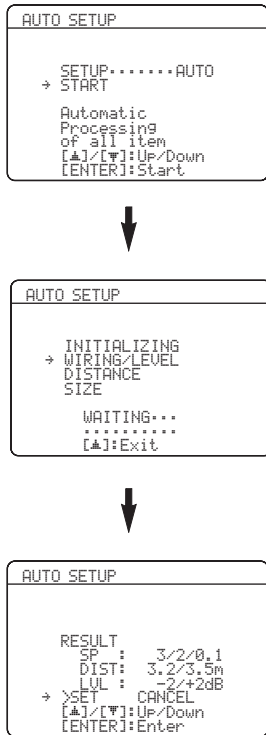 AUTO SETUP
SETUP·······AUTO
→ START
Automatic
Processing
of all item
[▲]/[▼]:Up/Down
[ENTER]:Start
AUTO SETUP
INITIALIZING
→ WIRING/LEVEL
DISTANCE
SIZE
WAITING···
··········
[▲]:Exit
AUTO SETUP
RESULT
SP : 3/2/0.1
DIST: 3.2/3.5m
LVL : -2/+2dB
→ >SET CANCEL
[▲]/[▼]:Up/Down
[ENTER]:Enter